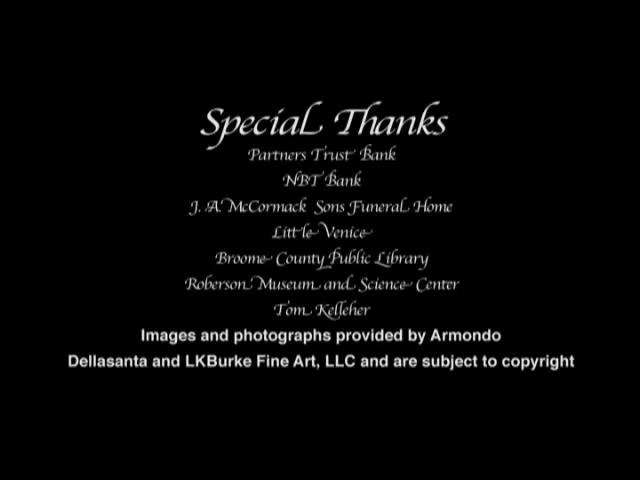 Special Thanks
Partners Trust Bank
NBT Bank
J. A. McCormack Sons Funeral Home
Little Venice
Broome County Public Library
Roberson Museum and Science Center
Tom Kelleher
Images and photographs provided by Armondo
Dellasanta and LKBurke Fine Art, LLC and are subject to copyright